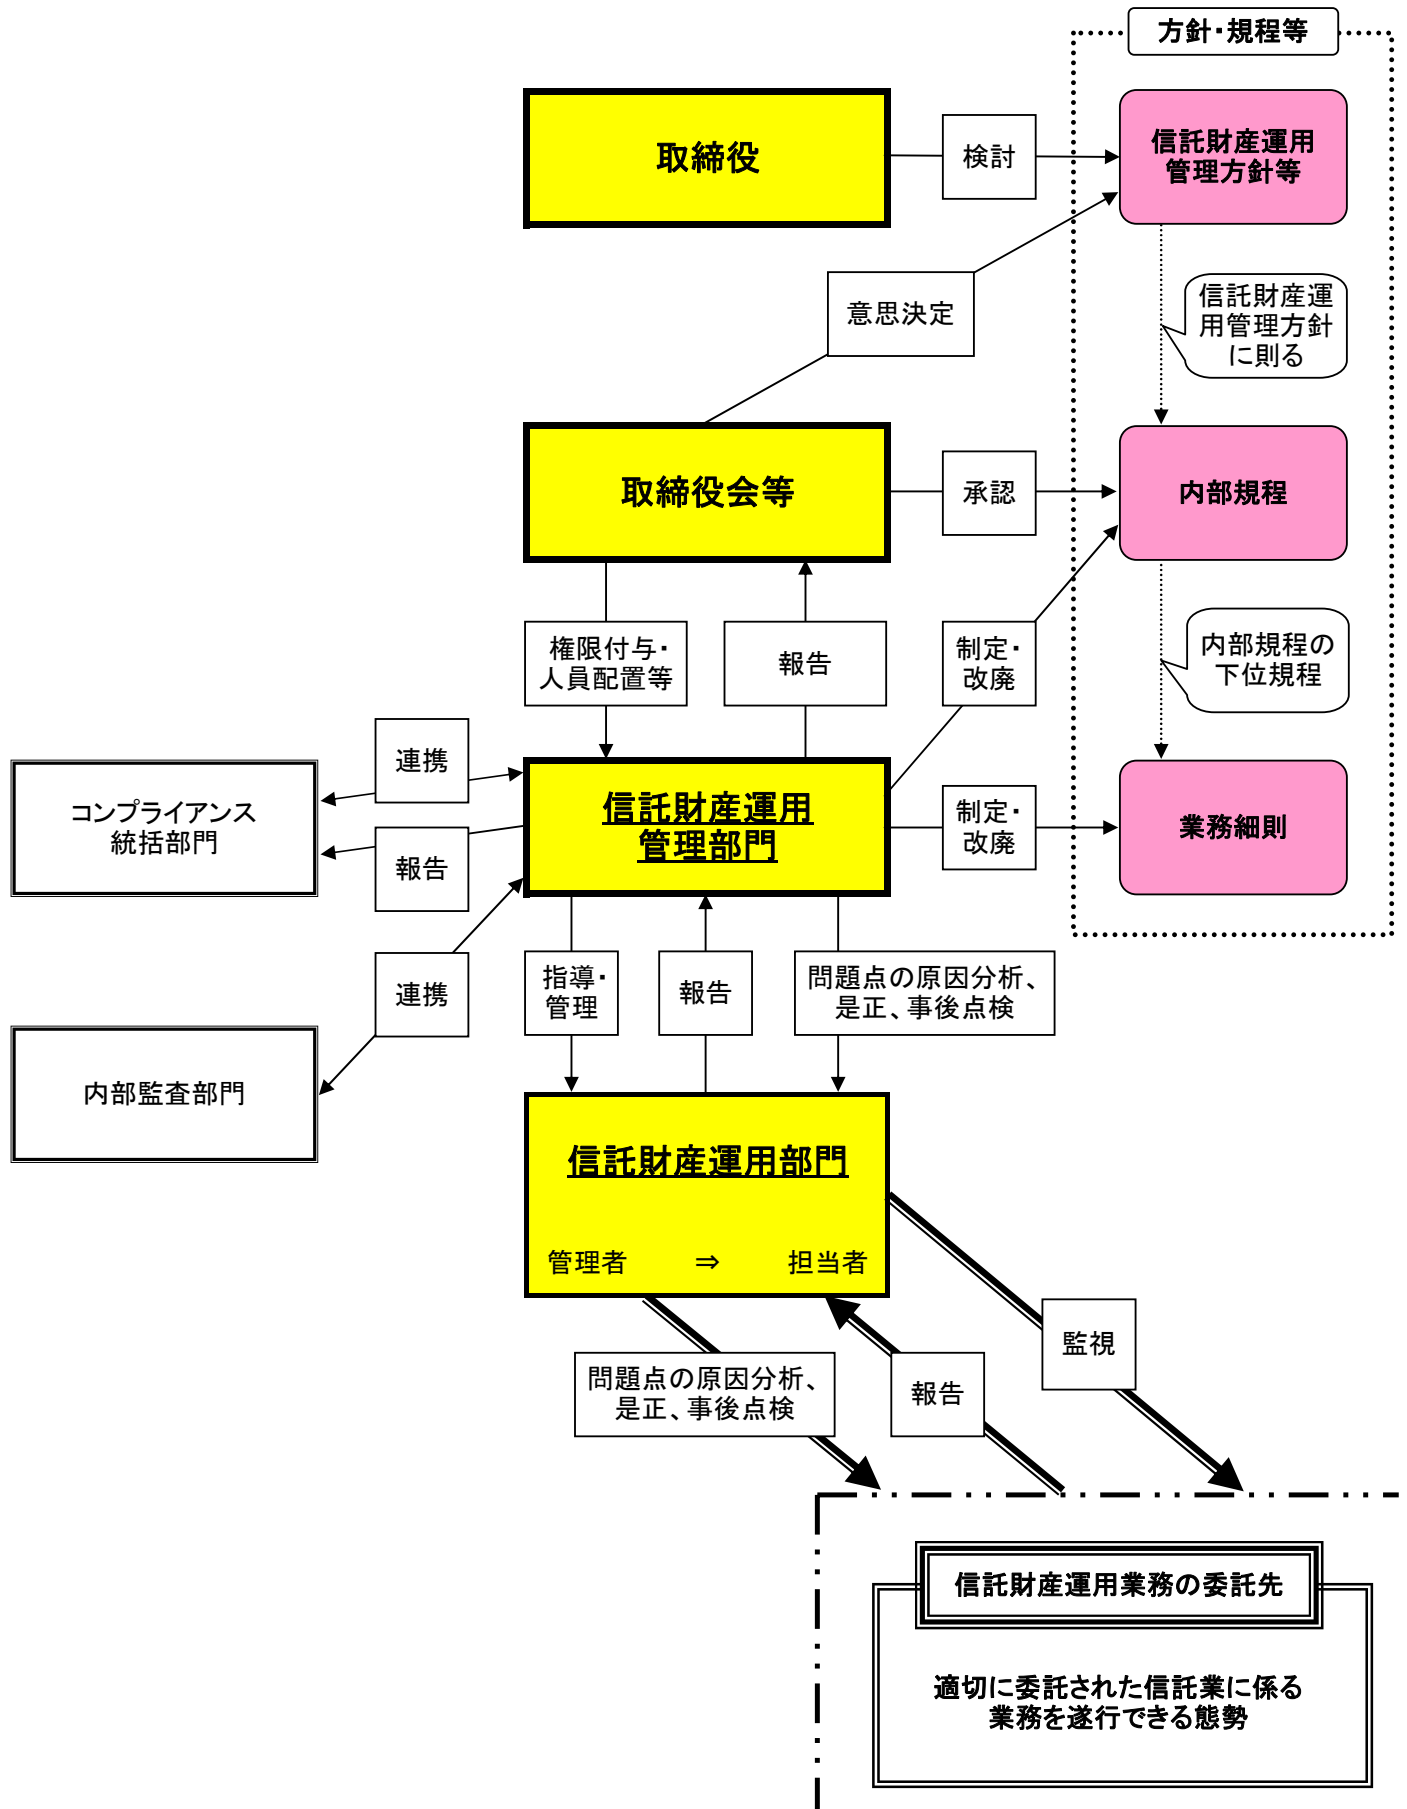 方針・規程等
取締役
検討
信託財産運用
管理方針等
意思決定
信託財産運
用管理方針
に則る
取締役会等
承認
内部規程
権限付与・
人員配置等
報告
制定・
改廃
内部規程の
下位規程
連携
コンプライアンス
統括部門
報告
信託財産運用
管理部門
制定・
改廃
業務細則
連携
指導・
管理
報告
問題点の原因分析、
是正、事後点検
内部監査部門
信託財産運用部門
管理者 ⇒ 担当者
監視
問題点の原因分析、
是正、事後点検
報告
信託財産運用業務の委託先
適切に委託された信託業に係る
業務を遂行できる態勢